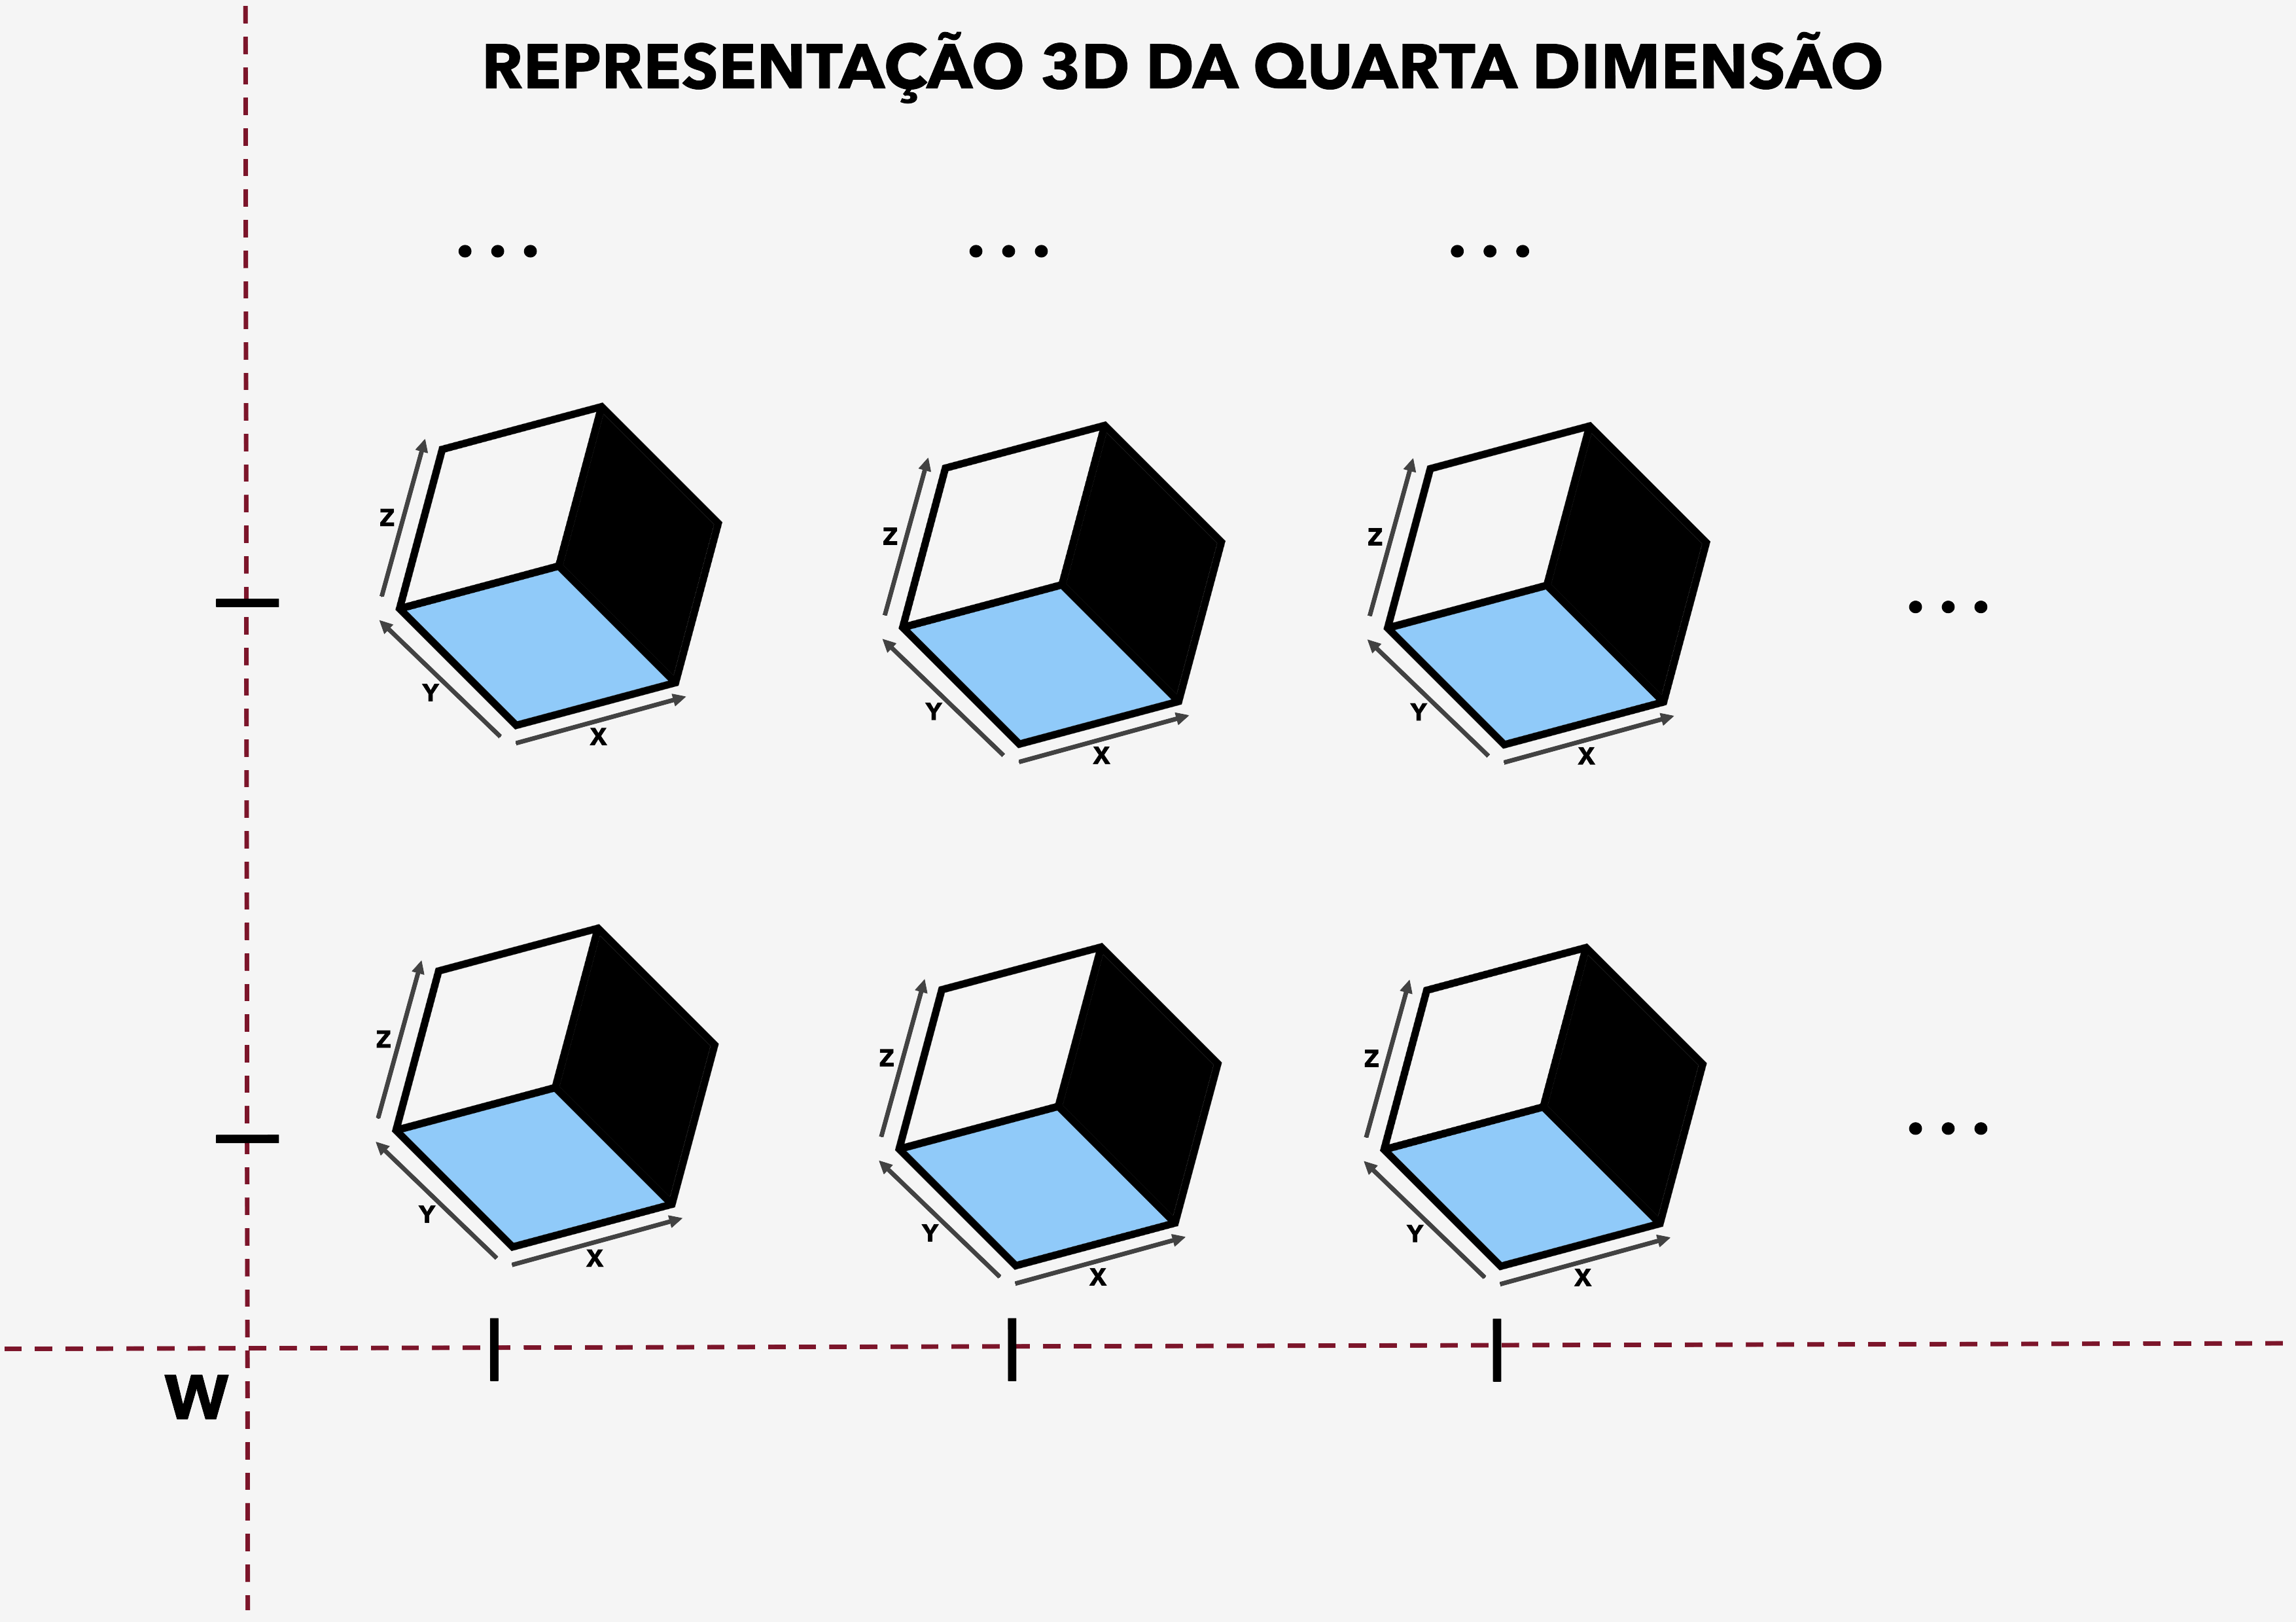 REPRESENTAÇÃO 3D DA QUARTA DIMENSÃO
... ... ...
Z Z Z
...
Y Y Y
X X X
Z Z Z
...
Y Y Y
X X X
W